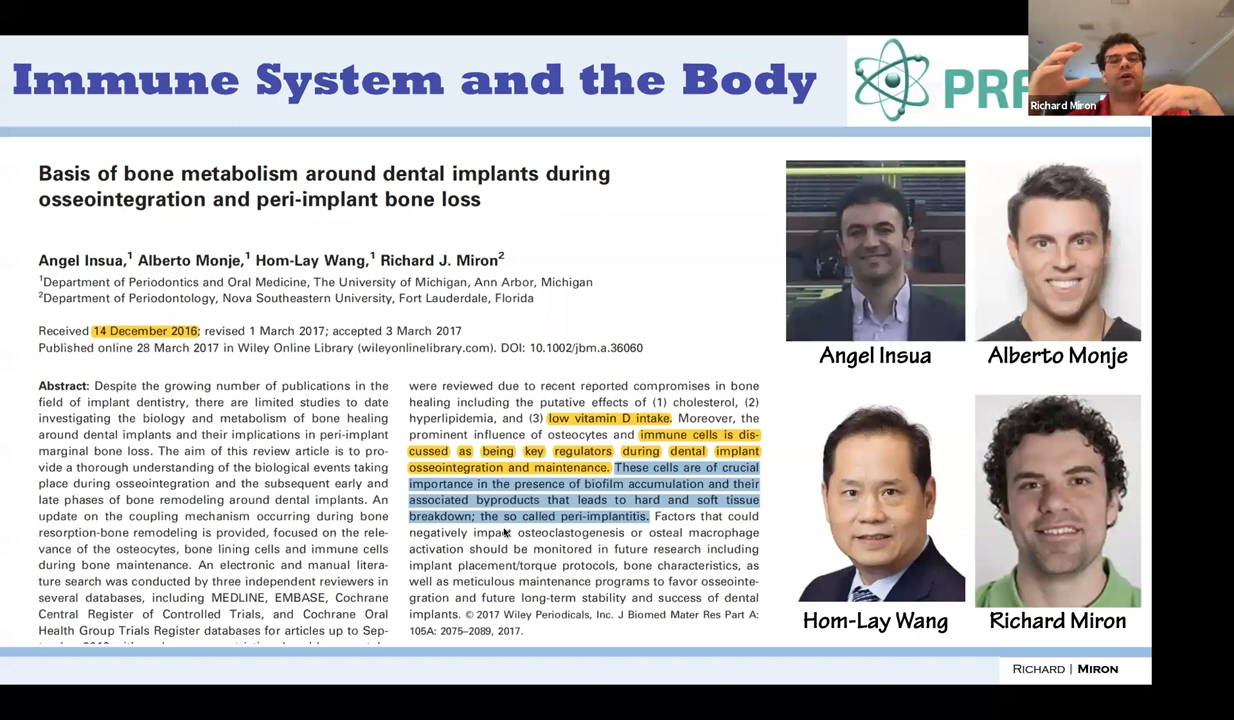 Immune System and the Body
PRF
Richard Miron
Basis of bone metabolism around dental implants during
osseointegration and peri-implant bone loss
Angel Insua,1 Alberto Monje,1 Hom-Lay Wang,1 Richard J. Miron2
1Department of Periodontics and Oral Medicine, The University of Michigan, Ann Arbor, Michigan
2Department of Periodontology, Nova Southeastern University, Fort Lauderdale, Florida
Received 14 December 2016; revised 1 March 2017; accepted 3 March 2017
Published online 28 March 2017 in Wiley Online Library (wileyonlinelibrary.com). DOI: 10.1002/jbm.a.36060
Abstract: Despite the growing number of publications in the
field of implant dentistry, there are limited studies to date
investigating the biology and metabolism of bone healing
around dental implants and their implications in peri-implant
marginal bone loss. The aim of this review article is to pro-
vide a thorough understanding of the biological events taking
place during osseointegration and the subsequent early and
late phases of bone remodeling around dental implants. An
update on the coupling mechanism occurring during bone
resorption-bone remodeling is provided, focused on the rele-
vance of the osteocytes, bone lining cells and immune cells
during bone maintenance. An electronic and manual litera-
ture search was conducted by three independent reviewers in
several databases, including MEDLINE, EMBASE, Cochrane
Central Register of Controlled Trials, and Cochrane Oral
Health Group Trials Register databases for articles up to Sep-
were reviewed due to recent reported compromises in bone
healing including the putative effects of (1) cholesterol, (2)
hyperlipidemia, and (3) low vitamin D intake. Moreover, the
prominent influence of osteocytes and immune cells is dis-
cussed as being key regulators during dental implant
osseointegration and maintenance. These cells are of crucial
importance in the presence of biofilm accumulation and their
associated byproducts that leads to hard and soft tissue
breakdown; the so called peri-implantitis. Factors that could
negatively impact osteoclastogenesis or osteal macrophage
activation should be monitored in future research including
implant placement/torque protocols, bone characteristics, as
well as meticulous maintenance programs to favor osseointe-
gration and future long-term stability and success of dental
implants. © 2017 Wiley Periodicals, Inc. J Biomed Mater Res Part A:
105A: 2075–2089, 2017.
Angel Insua
Alberto Monje
Hom-Lay Wang
Richard Miron
RICHARD | MIRON